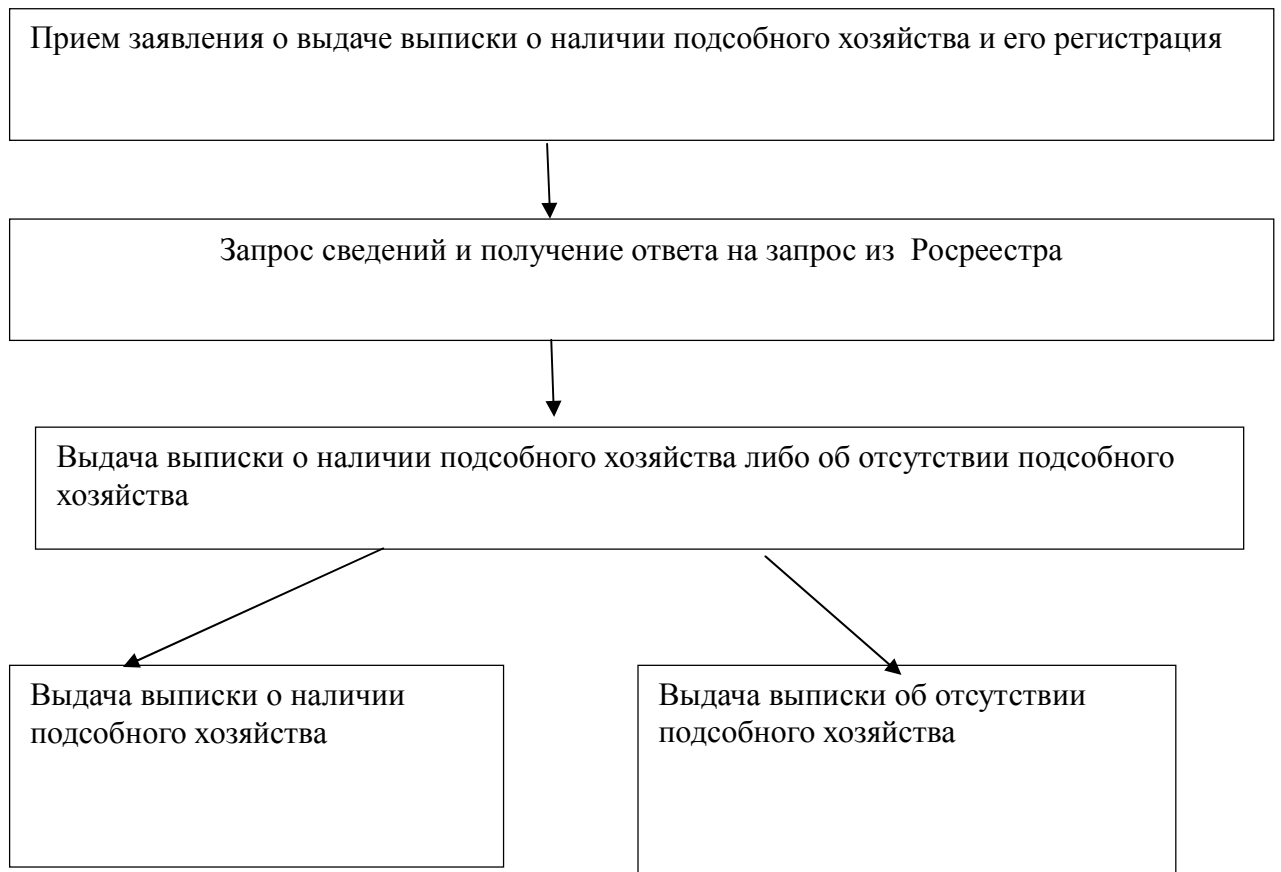 Прием заявления о выдаче выписки о наличии подсобного хозяйства и его регистрация
Запрос сведений и получение ответа на запрос из  Росреестра
Выдача выписки о наличии подсобного хозяйства либо об отсутствии подсобного
хозяйства
Выдача выписки о наличии
подсобного хозяйства
Выдача выписки об отсутствии
подсобного хозяйства